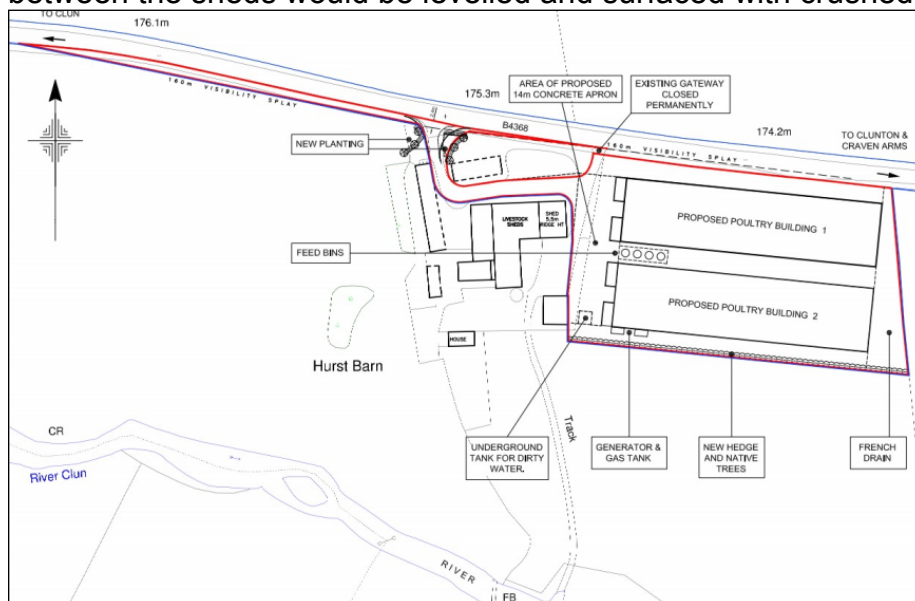 between the sheds would be levelled and surfaced with crushed
TO CLUN
176.1m
160m VISIBILITY SPLAY
175.3m
AREA OF PROPOSED
14m CONCRETE APRON
EXISTING GATEWAY
CLOSED
PERMANENTLY
B4368
174.2m
160m VISIBILITY SPLAY
TO CLUNTON &
CRAVEN ARMS
NEW PLANTING
LIVESTOCK
SHEDS
SHED
5.5m
RIDGE HT
PROPOSED POULTRY BUILDING 1
FEED BINS
PROPOSED POULTRY BUILDING 2
HOUSE
Hurst Barn
Track
UNDERGROUND
TANK FOR DIRTY
WATER.
GENERATOR &
GAS TANK
NEW HEDGE
AND NATIVE
TREES
FRENCH
DRAIN
CR
River Clun
RIVER
FB